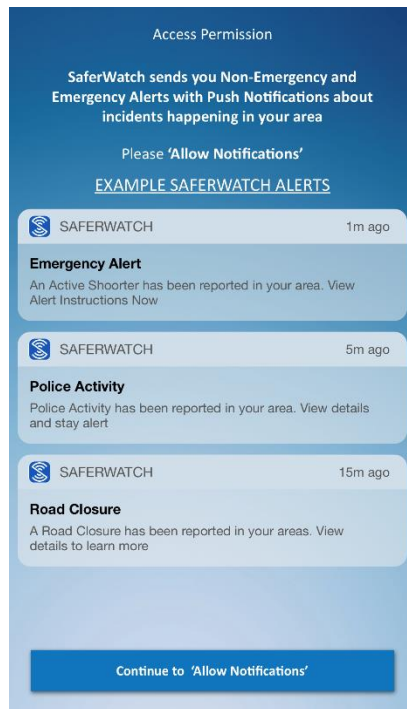 Access Permission
SaferWatch sends you Non-Emergency and
Emergency Alerts with Push Notifications about
incidents happening in your area
Please ‘Allow Notifications’
EXAMPLE SAFERWATCH ALERTS
SAFERWATCH 1m ago
Emergency Alert
An Active Shoorter has been reported in your area. View
Alert Instructions Now
SAFERWATCH 5m ago
Police Activity
Police Activity has been reported in your area. View details
and stay alert
SAFERWATCH 15m ago
Road Closure
A Road Closure has been reported in your areas. View
details to learn more
Continue to ‘Allow Notifications’